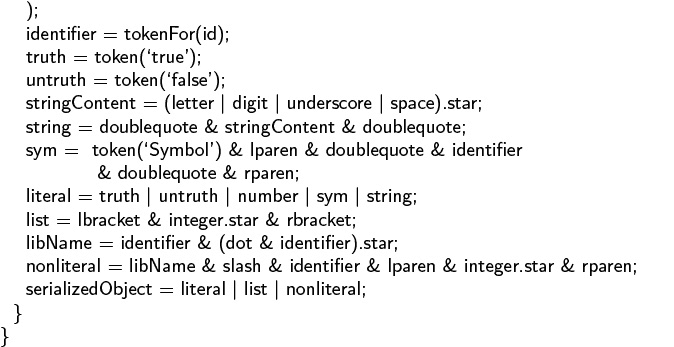 );
identifier = tokenFor(id);
truth = token(‘true’);
untruth = token(‘false’);
stringContent = (letter | digit | underscore | space).star;
string = doublequote & stringContent & doublequote;
sym = token(‘Symbol’) & lparen & doublequote & identifier
& doublequote & rparen;
literal = truth | untruth | number | sym | string;
list = lbracket & integer.star & rbracket;
libName = identifier & (dot & identifier).star;
nonliteral = libName & slash & identifier & lparen & integer.star & rparen;
serializedObject = literal | list | nonliteral;
}
}